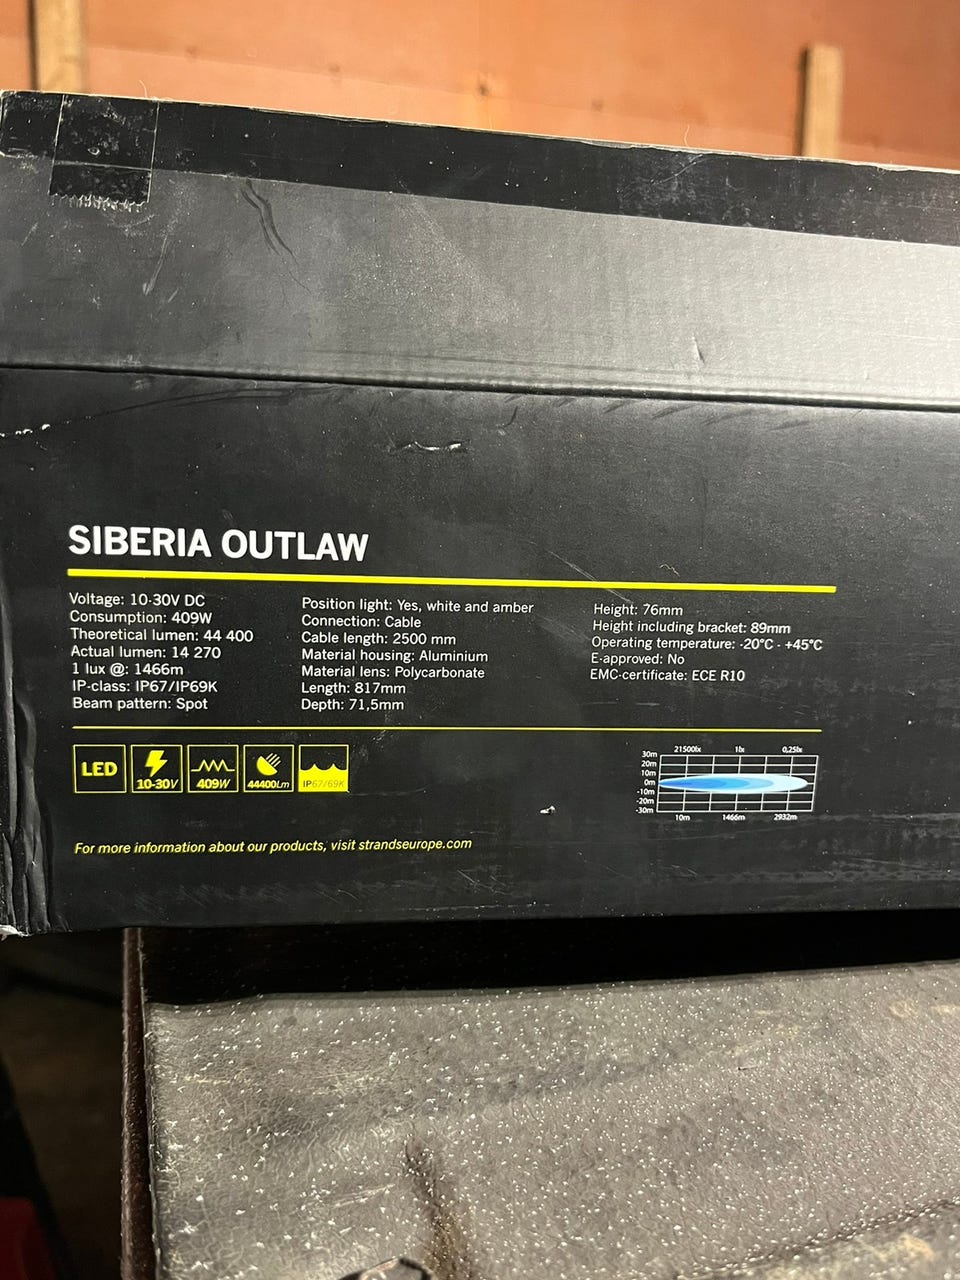 SIBERIA OUTLAW
Voltage: 10-30V DC
Consumption: 409W
Theoretical lumen: 44 400
Actual lumen: 14 270
1 lux @: 1466m
IP-class: IP67/IP69K
Beam pattern: Spot
Position light: Yes, white and amber
Connection: Cable
Cable length: 2500 mm
Material housing: Aluminium
Material lens: Polycarbonate
Length: 817mm
Depth: 71,5mm
Height: 76mm
Height including bracket: 89mm
Operating temperature: -20°C - +45°C
E-approved: No
EMC-certificate: ECE R10
LED
10-30V
409W
44400Lm
IP67/69K
21500lx 1lx 0,25lx
30m
20m
10m
0m
-10m
-20m
-30m
10m 1466m 2932m
For more information about our products, visit strandseurope.com